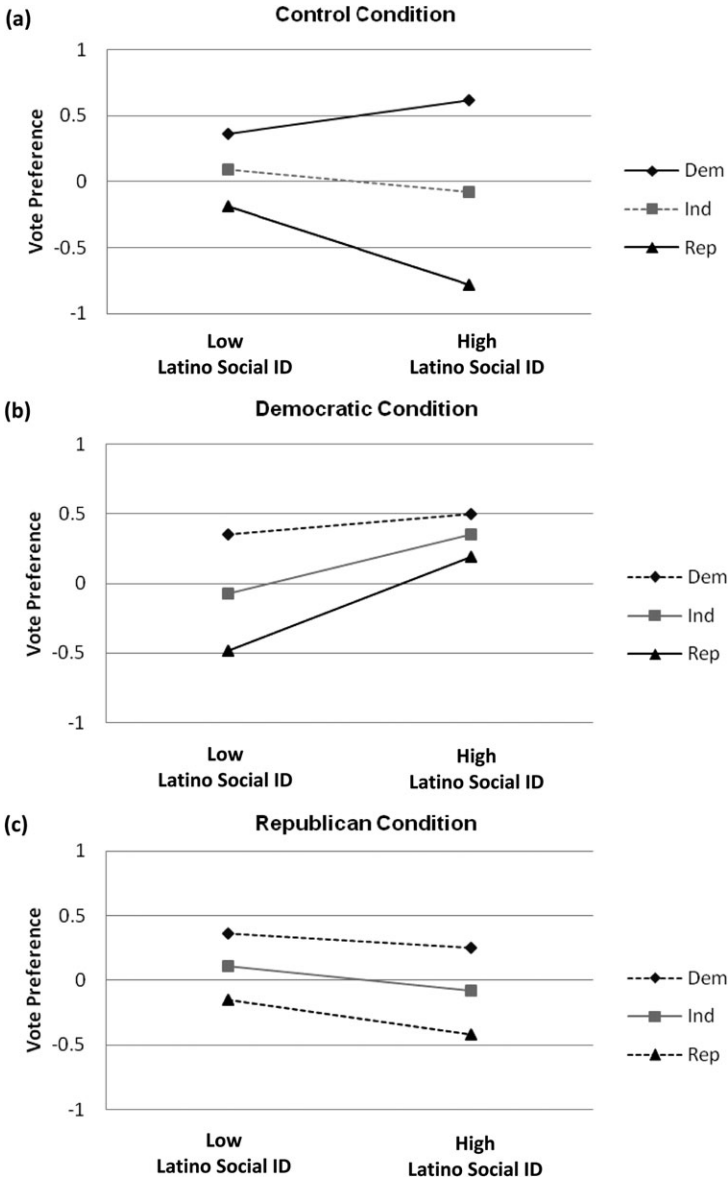 (a)
Control Condition
1
0.5
0
-0.5
-1
Vote Preference
Low
Latino Social ID
High
Latino Social ID
Dem
Ind
Rep
(b)
Democratic Condition
1
0.5
0
-0.5
-1
Vote Preference
Low
Latino Social ID
High
Latino Social ID
Dem
Ind
Rep
(c)
Republican Condition
1
0.5
0
-0.5
-1
Vote Preference
Low
Latino Social ID
High
Latino Social ID
Dem
Ind
Rep